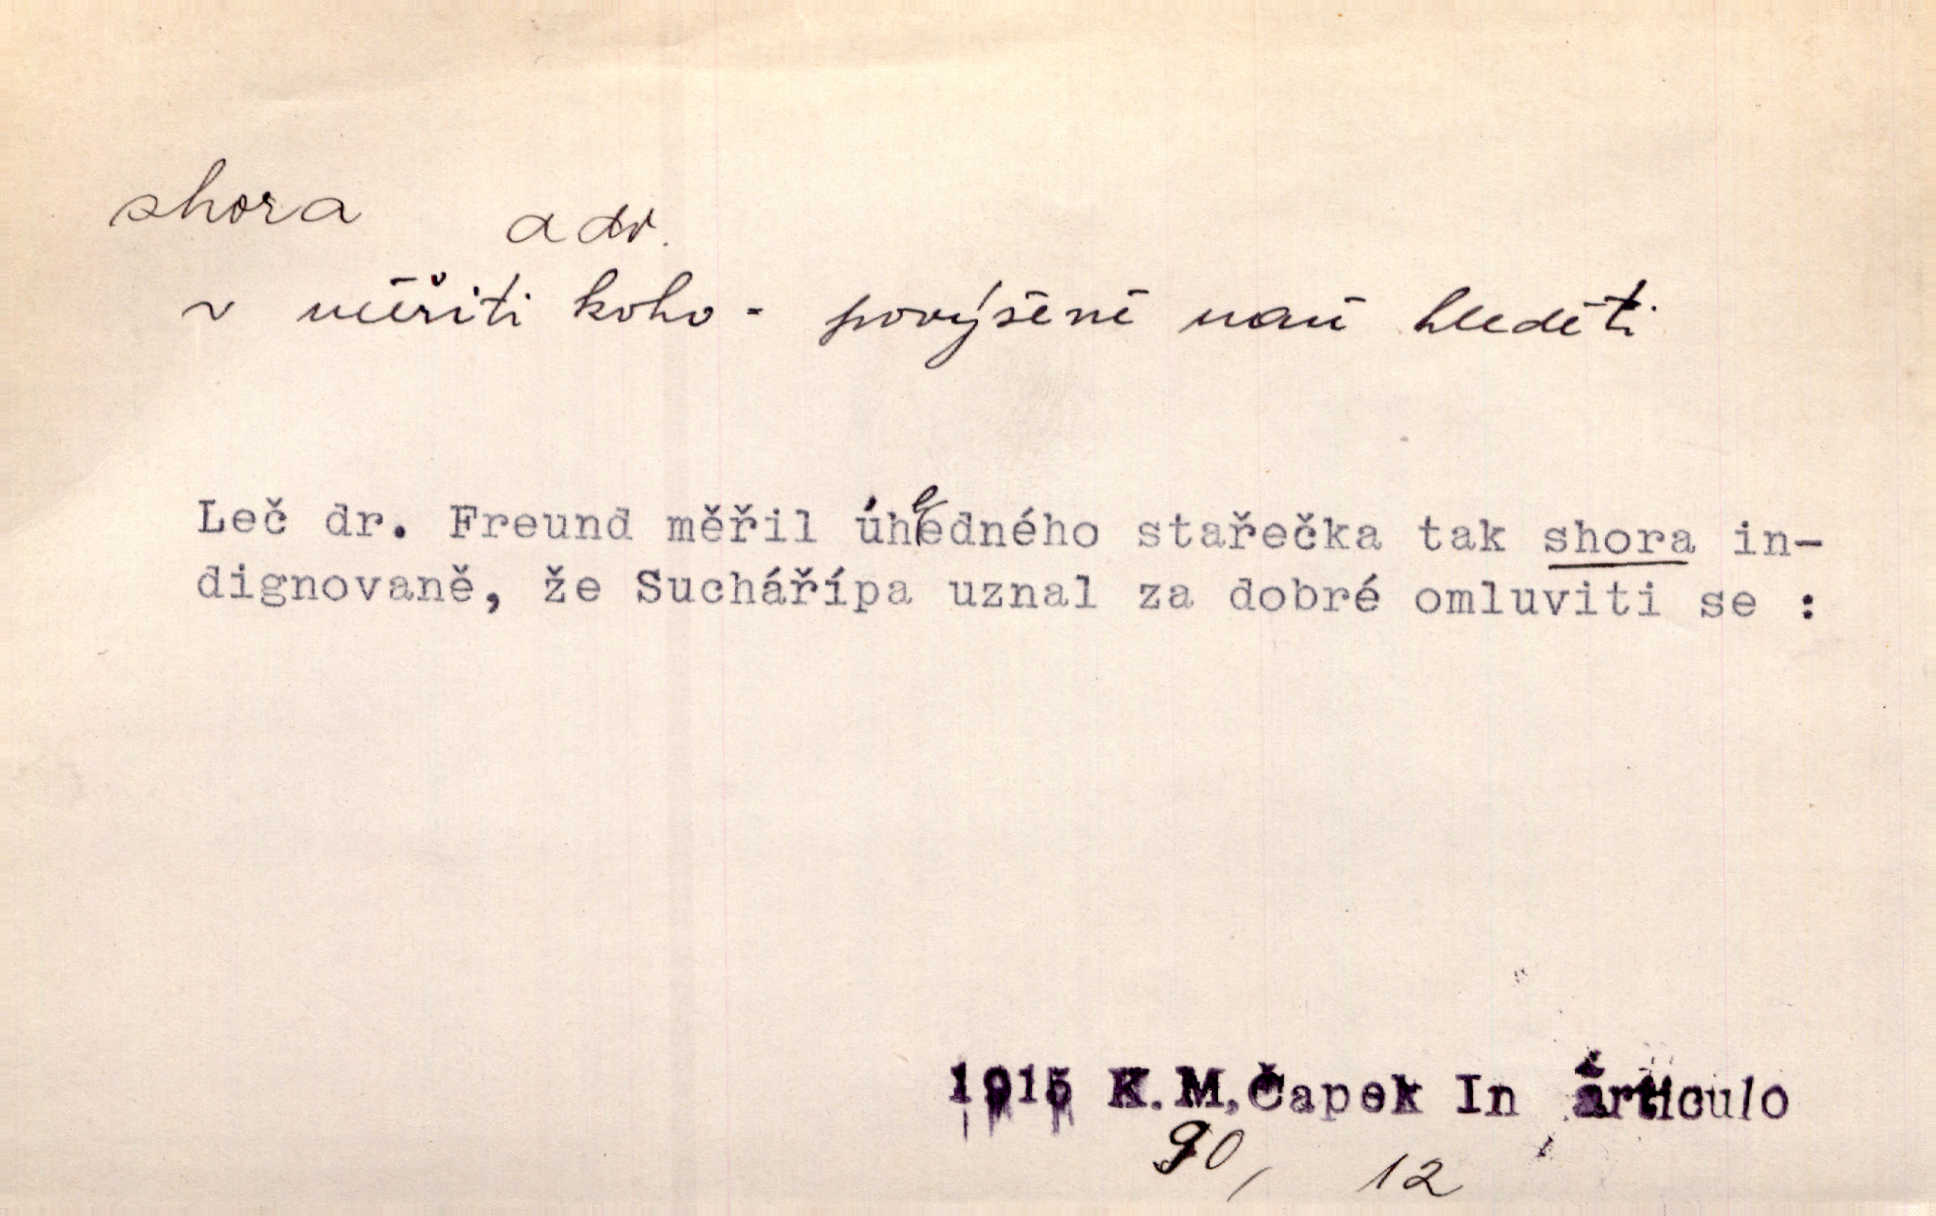 shora adv.
~ měřiti koho - povýšeně naň hleděti
Leč dr. Freund měřil úhledného stařečka tak shora in-
dignovaně, že Suchářípa uznal za dobré omluviti se :
1915 K.M.Čapek In árticulo
90, 12